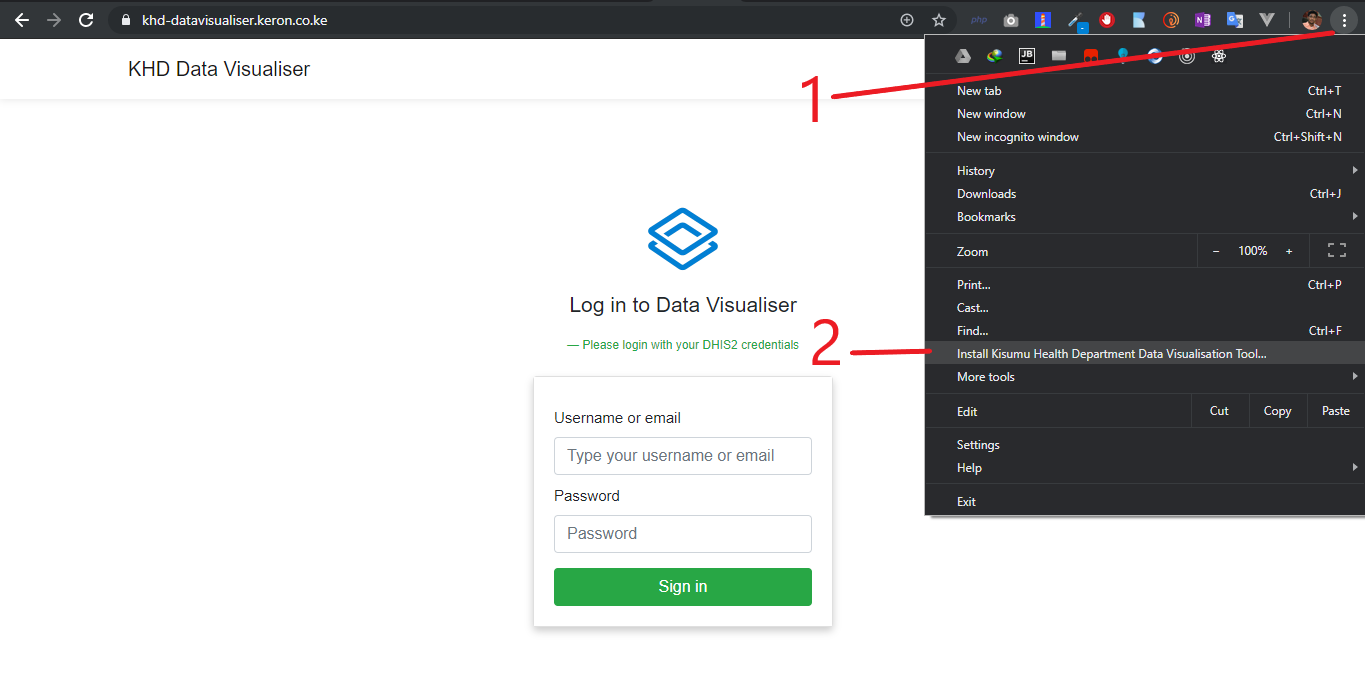 khd-datavisualiser.keron.co.ke
php
N
JB
KHD Data Visualiser
1
New tab Ctrl+T
New window Ctrl+N
New incognito window Ctrl+Shift+N
History
Downloads Ctrl+J
Bookmarks
Zoom − 100% +
Print... Ctrl+P
Cast...
Find... Ctrl+F
2
Install Kisumu Health Department Data Visualisation Tool...
More tools
Edit Cut Copy Paste
Settings
Help
Exit
Log in to Data Visualiser
— Please login with your DHIS2 credentials
Username or email
Type your username or email
Password
Password
Sign in